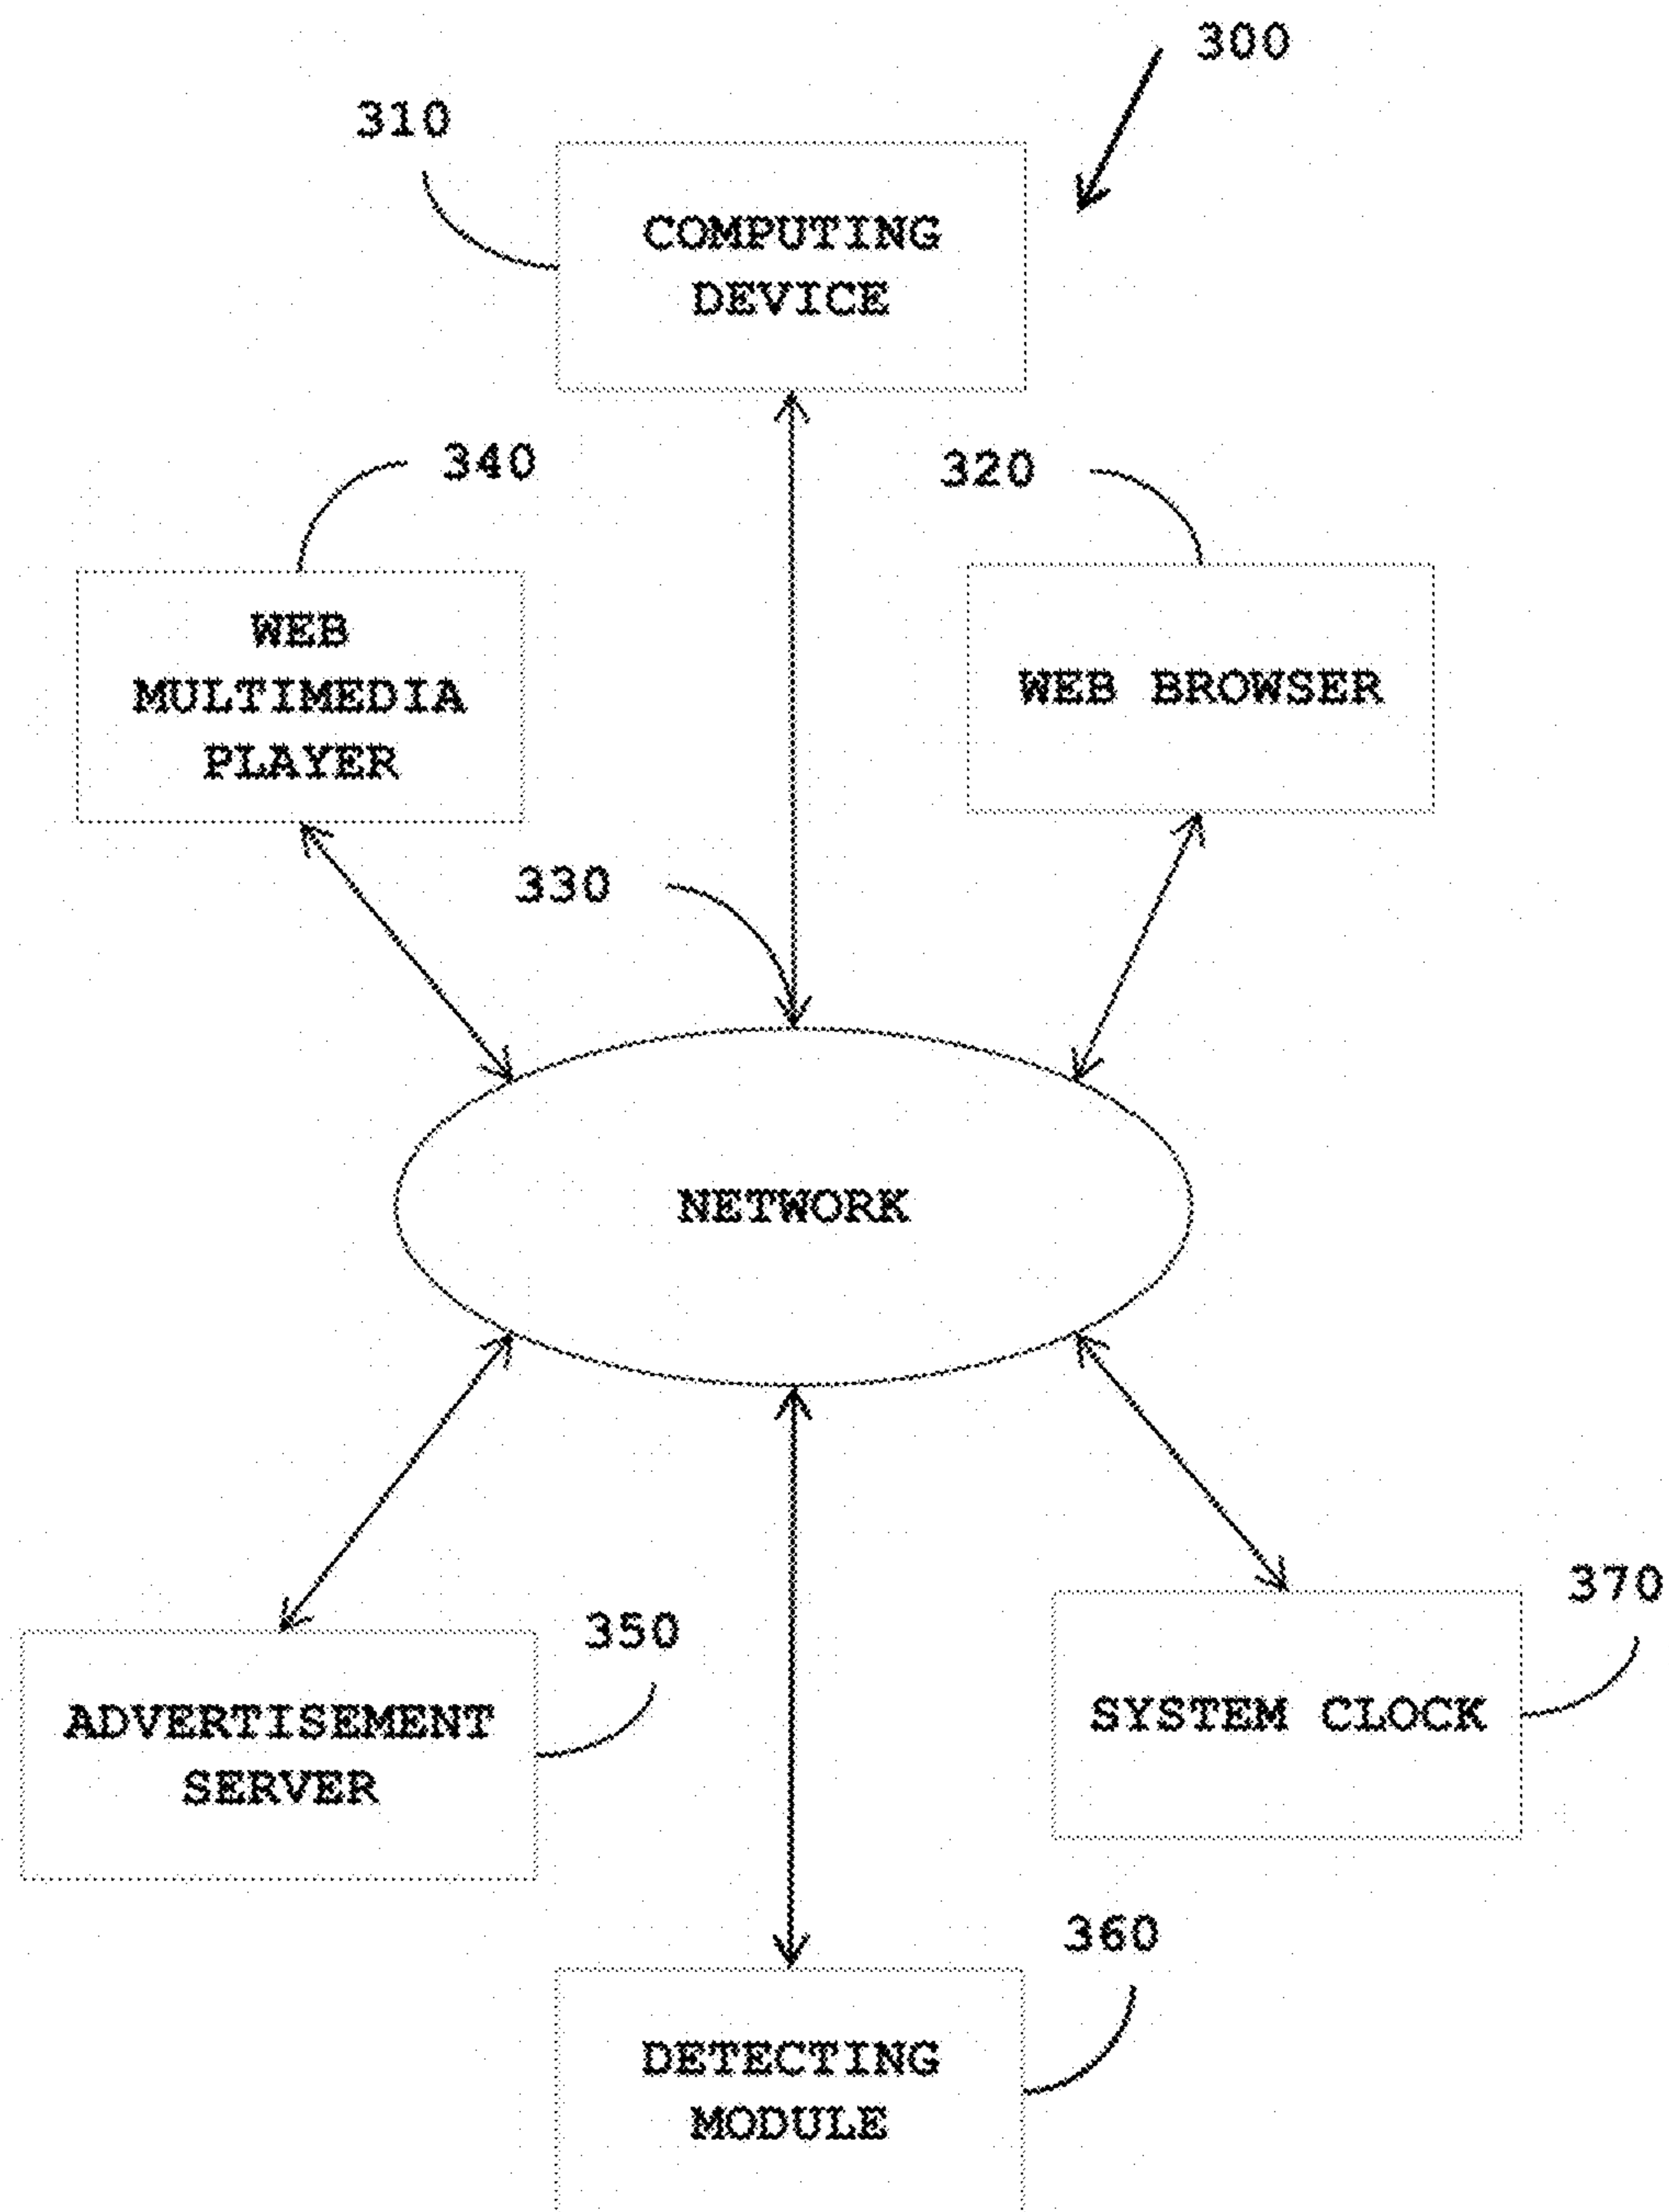 300
310
COMPUTING
DEVICE
340
320
WEB
MULTIMEDIA
PLAYER
WEB BROWSER
330
NETWORK
350
370
ADVERTISEMENT
SERVER
SYSTEM CLOCK
360
DETECTING
MODULE